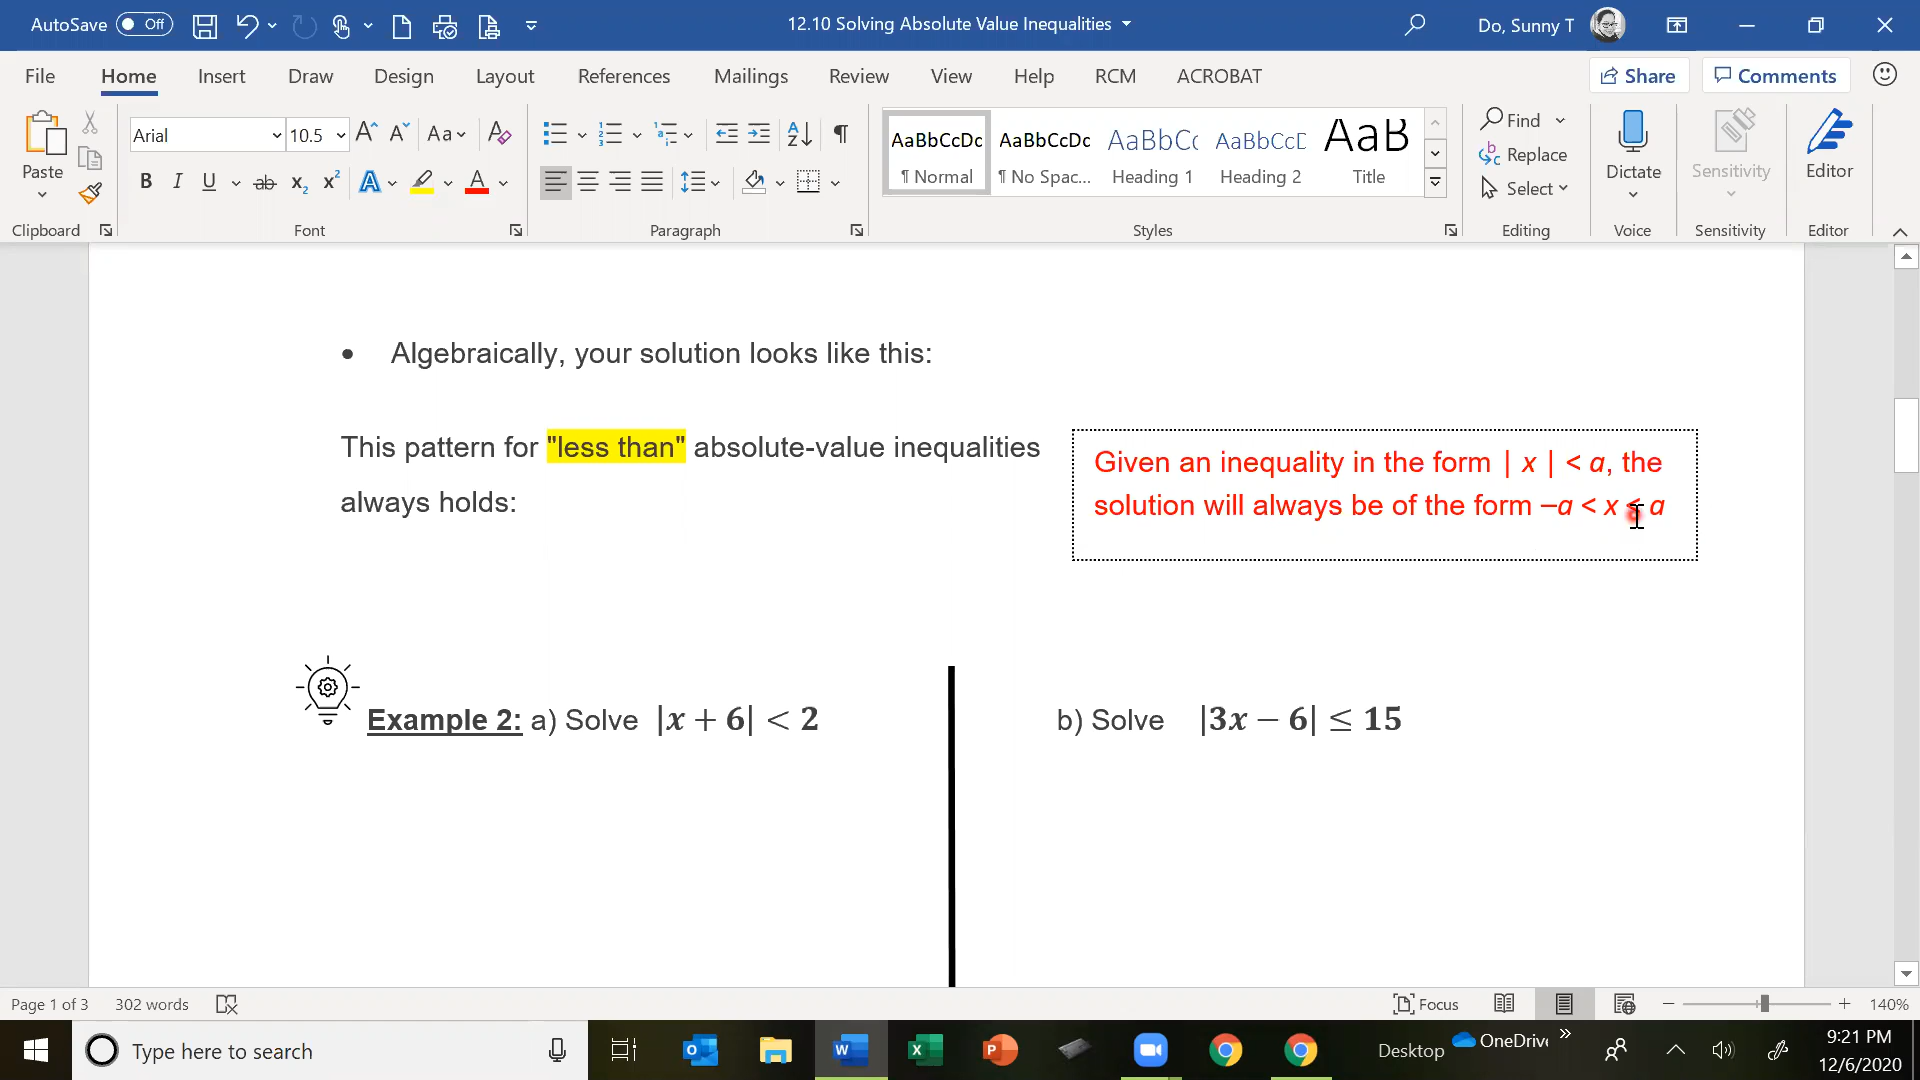 AutoSave Off
12.10 Solving Absolute Value Inequalities
Do, Sunny T
File Home Insert Draw Design Layout References Mailings Review View Help RCM ACROBAT
Share Comments
Paste
Arial 10.5
AaBbCcDc AaBbCcDc AaBbCc AaBbCcD AaB
¶ Normal ¶ No Spac... Heading 1 Heading 2 Title
Find
Replace
Select
Dictate
Sensitivity
Editor
Clipboard Font Paragraph Styles Editing Voice Sensitivity Editor
• Algebraically, your solution looks like this:
This pattern for "less than" absolute-value inequalities
always holds:
Given an inequality in the form | x | < a, the
solution will always be of the form –a < x < a
Example 2: a) Solve |x + 6| < 2
b) Solve |3x − 6| ≤ 15
Page 1 of 3 302 words
Focus
140%
Type here to search
Desktop
OneDrive
9:21 PM
12/6/2020